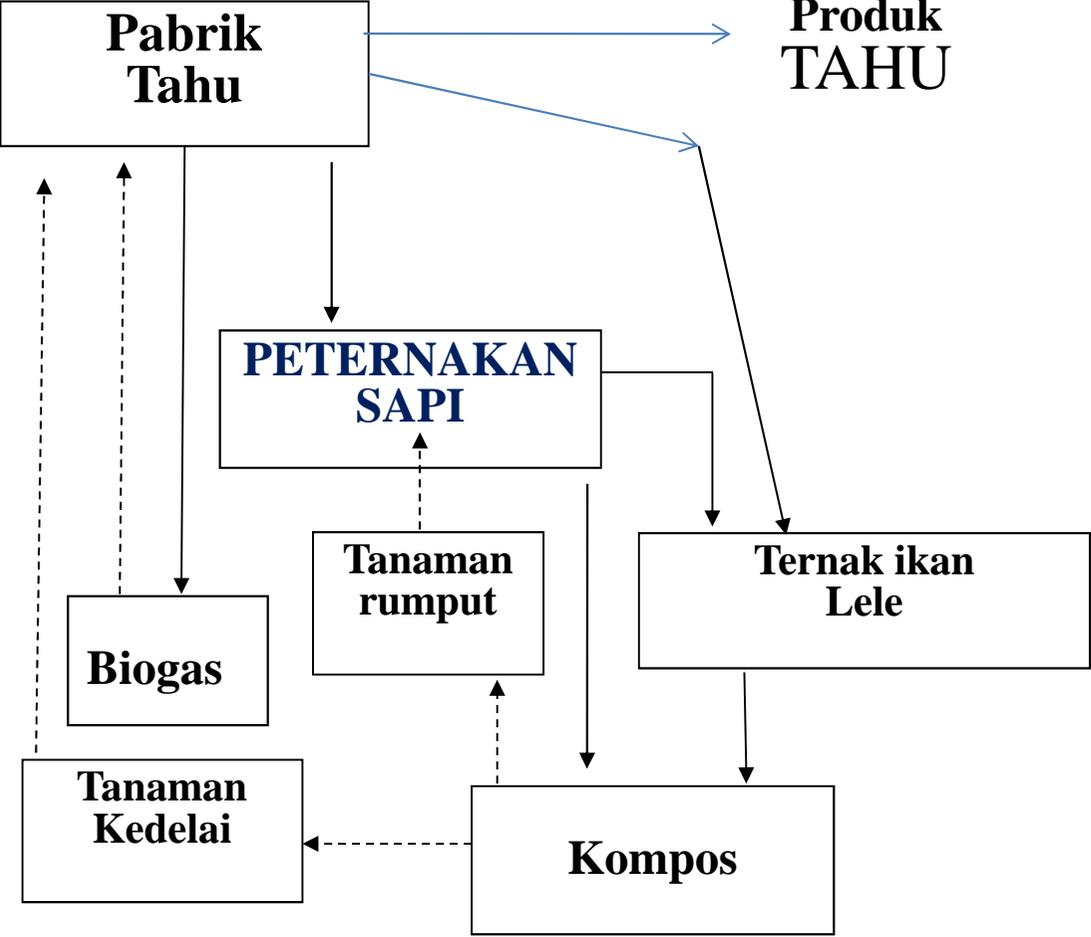 Pabrik
Tahu
Produk
TAHU
PETERNAKAN
SAPI
Tanaman
rumput
Ternak ikan
Lele
Biogas
Tanaman
Kedelai
Kompos